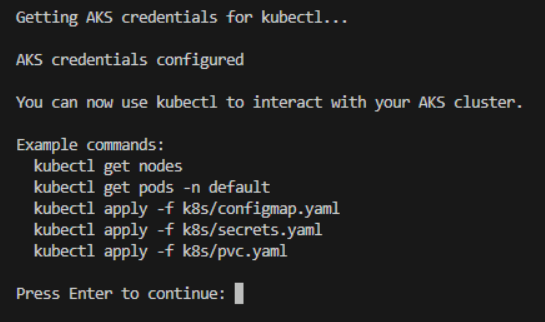 Getting AKS credentials for kubectl...
AKS credentials configured
You can now use kubectl to interact with your AKS cluster.
Example commands:
kubectl get nodes
kubectl get pods -n default
kubectl apply -f k8s/configmap.yaml
kubectl apply -f k8s/secrets.yaml
kubectl apply -f k8s/pvc.yaml
Press Enter to continue: